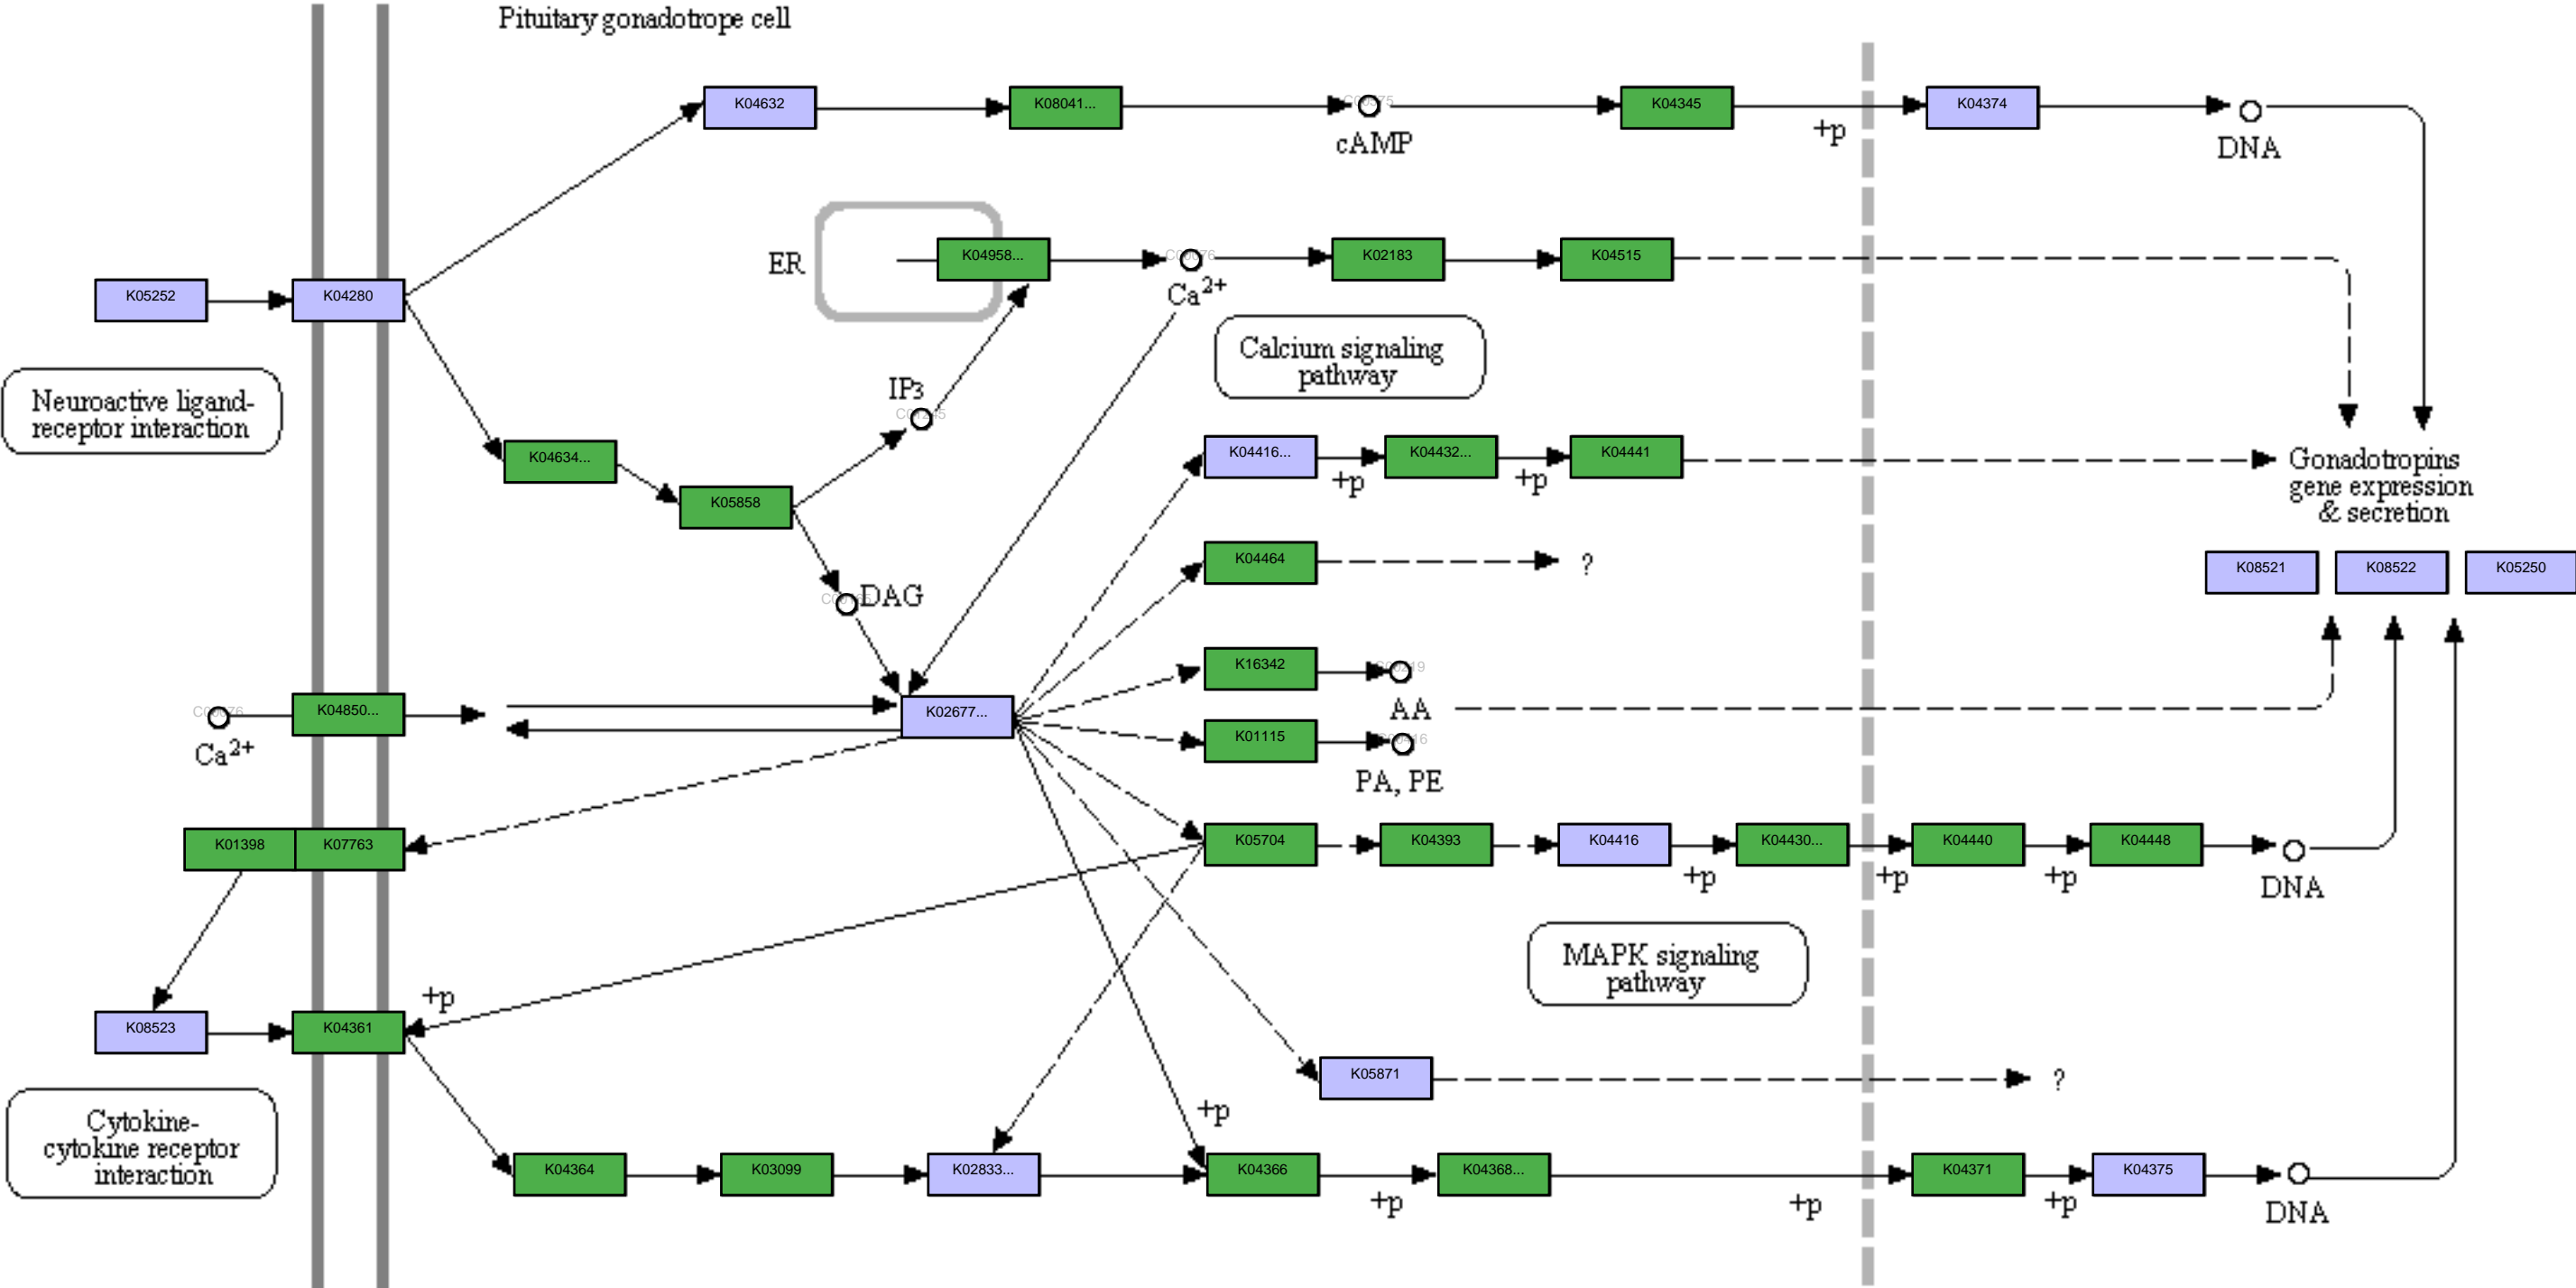 Pituitary gonadotrope cell
K04632
K08041...
cAMP
K04345
+p
K04374
DNA
ER
K04958...
Ca2+
K02183
K04515
K05252
K04280
Calcium signaling
pathway
Neuroactive ligand-
receptor interaction
IP3
K04634...
K05858
K04416...
+p
K04432...
+p
K04441
Gonadotropins
gene expression
& secretion
K04464
?
K08521
K08522
K05250
DAG
K16342
AA
C00076
Ca2+
K04850...
K02677...
K01115
PA, PE
K01398
K07763
K05704
K04393
K04416
+p
K04430...
+p
K04440
+p
K04448
DNA
MAPK signaling
pathway
K08523
K04361
+p
K05871
?
Cytokine-
cytokine receptor
interaction
K04364
K03099
K02833...
+p
K04366
+p
K04368...
+p
K04371
+p
K04375
DNA